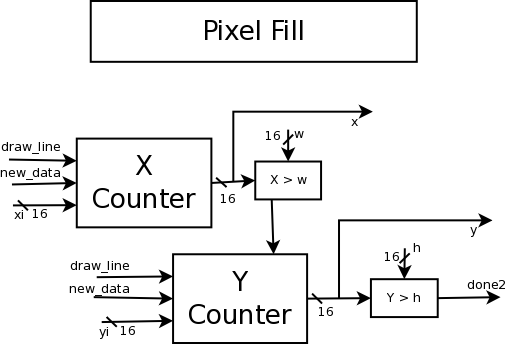 Pixel Fill
x
16 w
draw_line
new_data
xi 16
X
Counter
16
X > w
y
h
16
draw_line
new_data
yi 16
Y
Counter
16
Y > h
done2